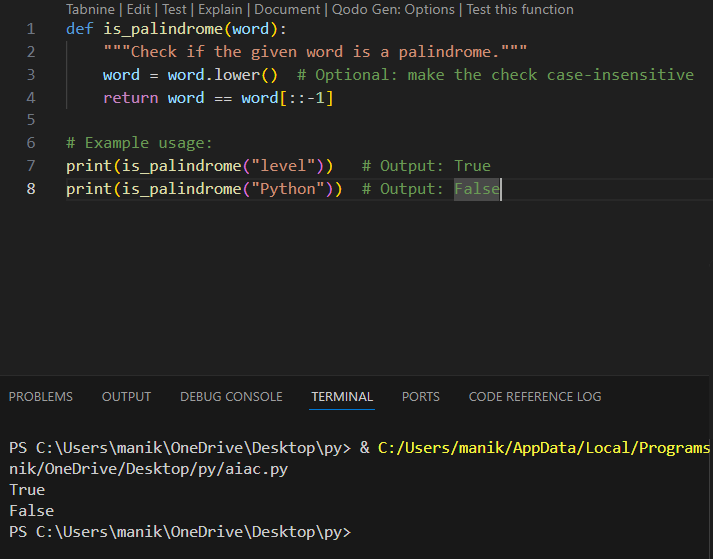 Tabnine | Edit | Test | Explain | Document | Qodo Gen: Options | Test this function
1 def is_palindrome(word):
2     """Check if the given word is a palindrome."""
3     word = word.lower()  # Optional: make the check case-insensitive
4     return word == word[::-1]
5
6 # Example usage:
7 print(is_palindrome("level"))   # Output: True
8 print(is_palindrome("Python"))  # Output: False
PROBLEMS OUTPUT DEBUG CONSOLE TERMINAL PORTS CODE REFERENCE LOG
PS C:\Users\manik\OneDrive\Desktop\py> & C:/Users/manik/AppData/Local/Programs
nik/OneDrive/Desktop/py/aiac.py
True
False
PS C:\Users\manik\OneDrive\Desktop\py>